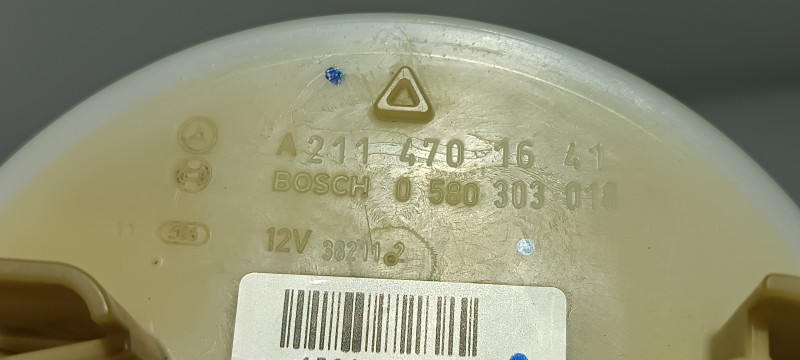 A 211 470 16 41
BOSCH 0 580 303 018
12V 38211.2